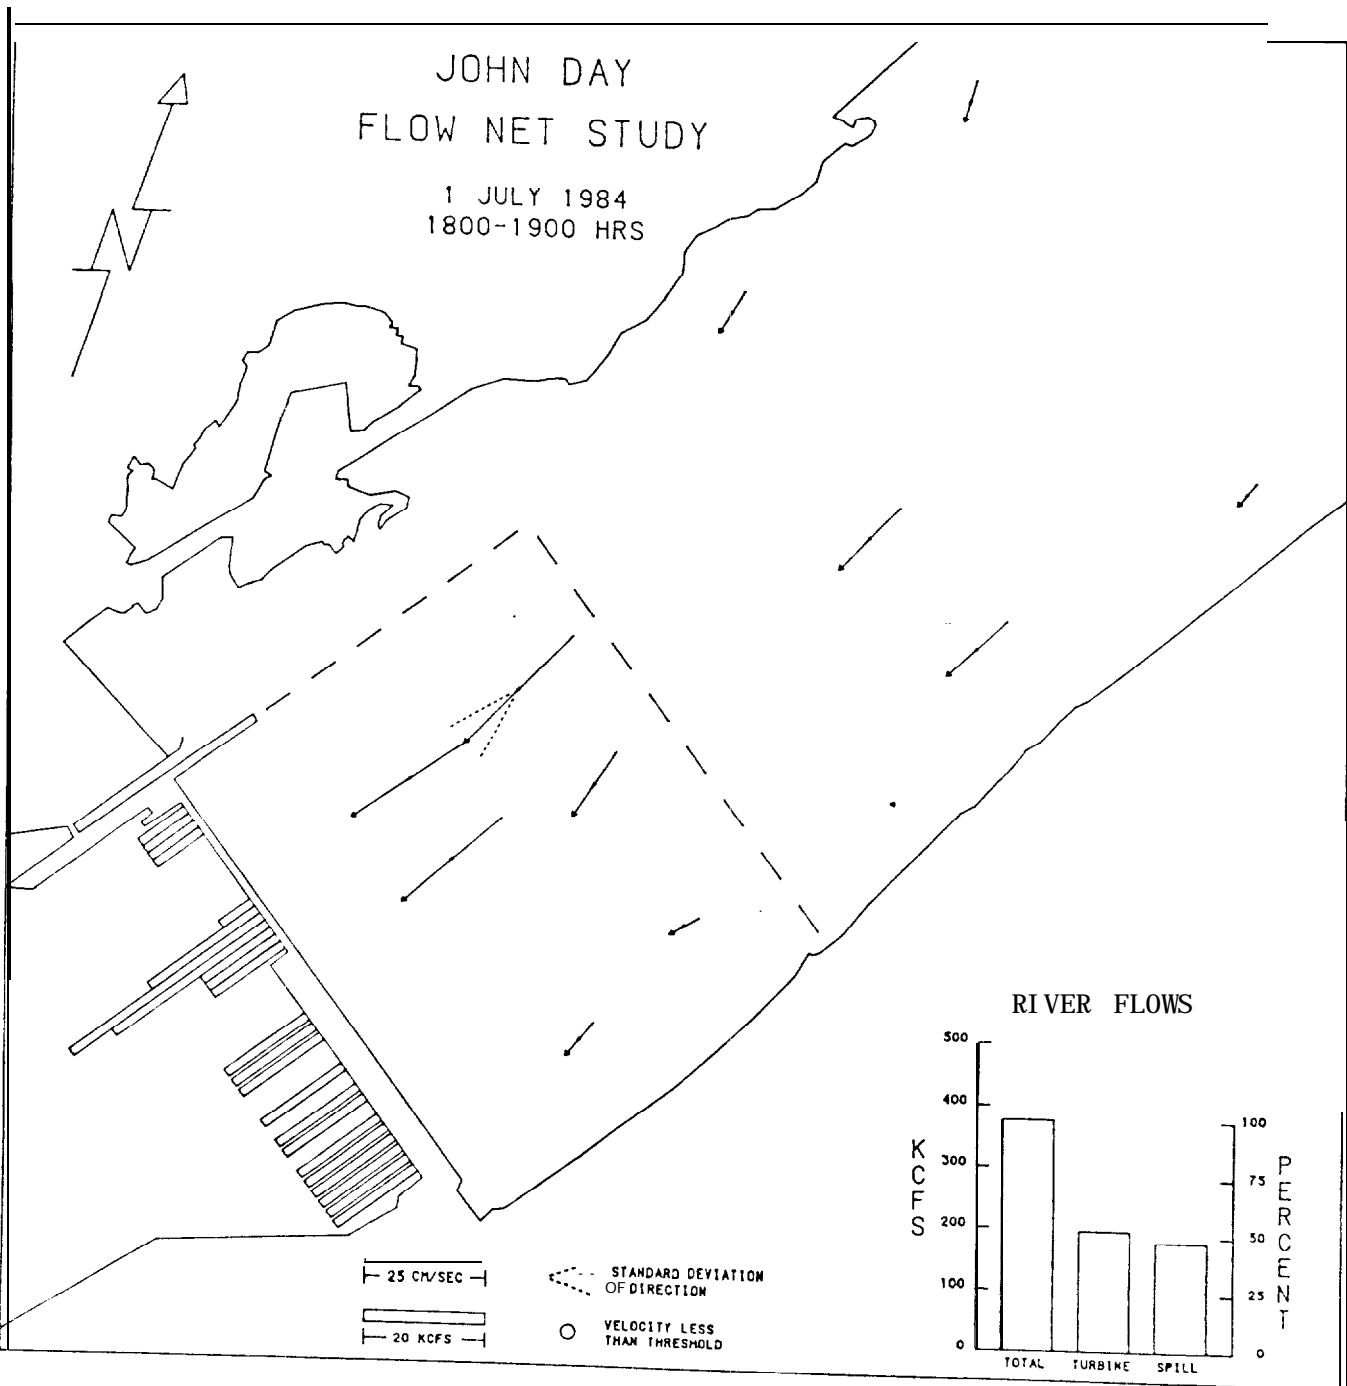 JOHN DAY
FLOW NET STUDY
1 JULY 1984
1800-1900 HRS
N
RIVER FLOWS
500
400
300
200
100
0
KCFS
100
75
50
25
0
PERCENT
TOTAL TURBINE SPILL
25 CM/SEC
20 KCFS
STANDARD DEVIATION
OF DIRECTION
VELOCITY LESS
THAN THRESHOLD